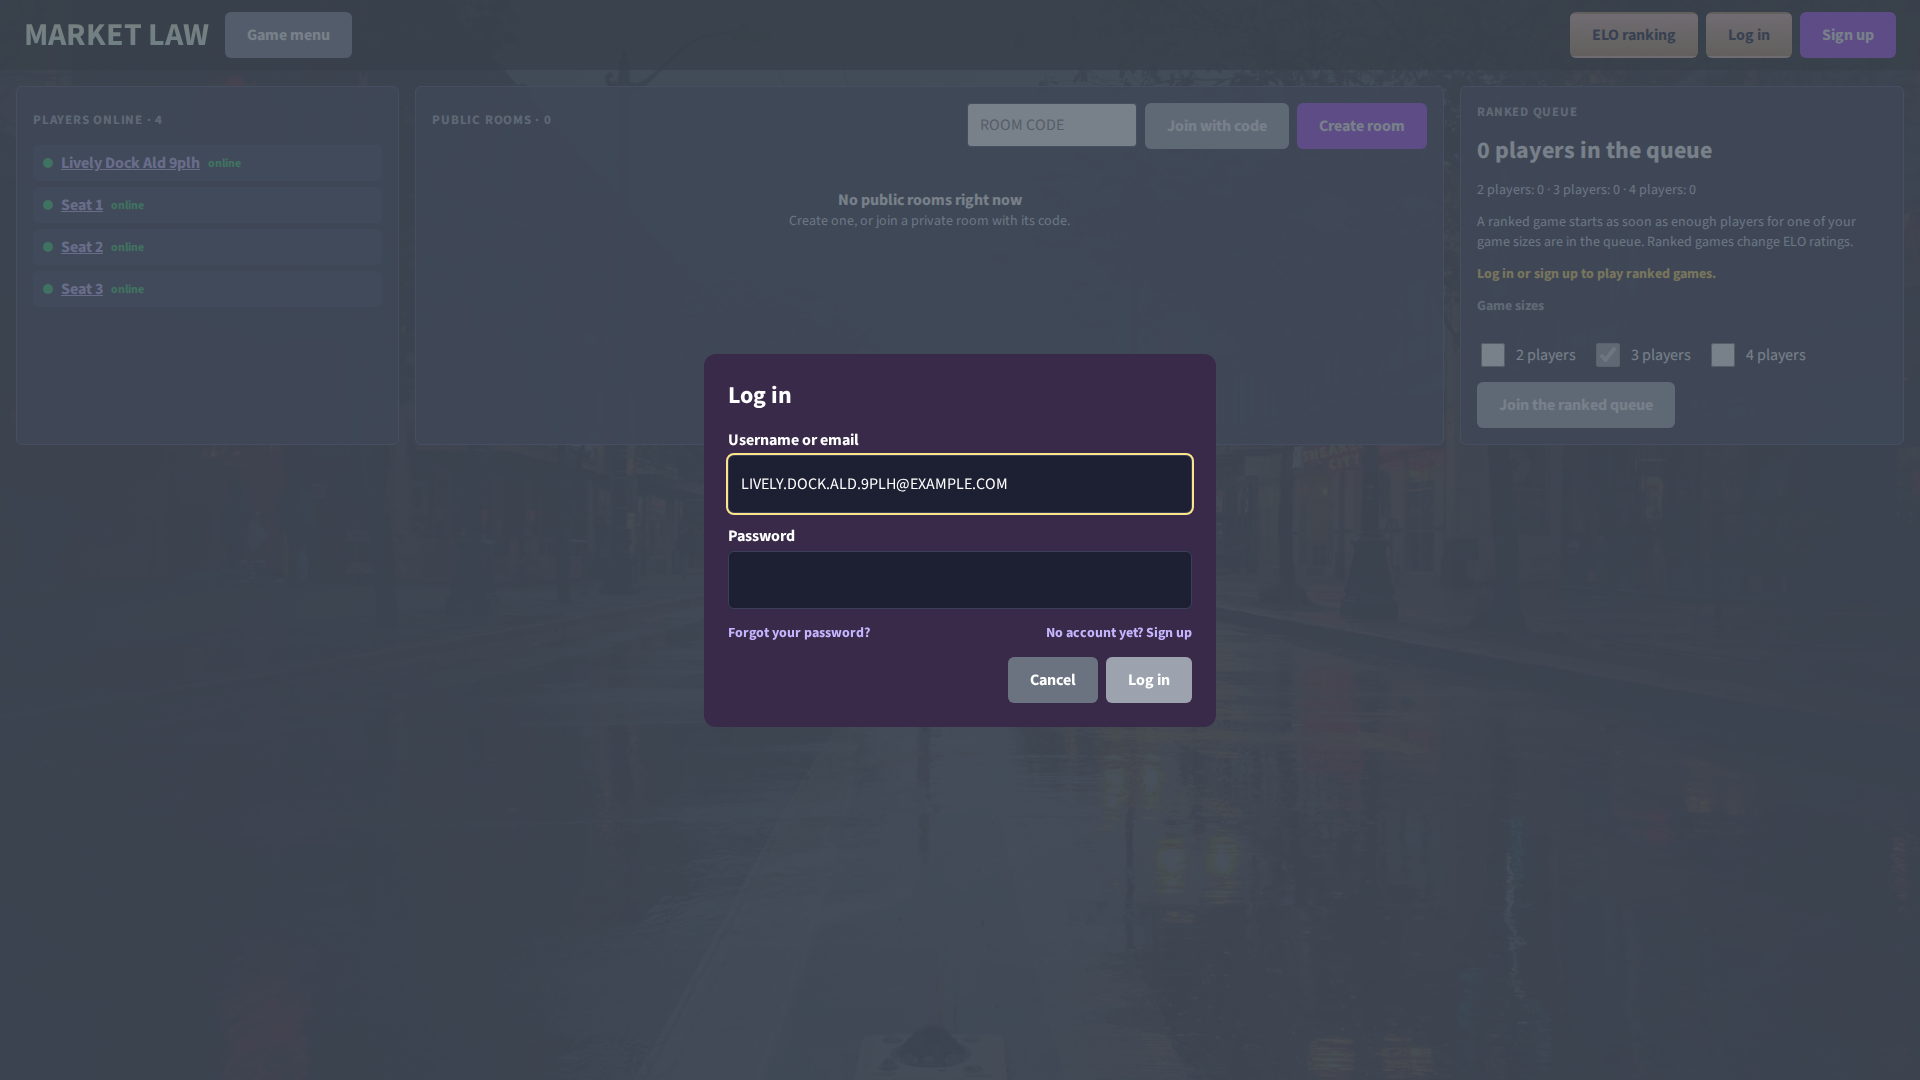 MARKET LAW
Game menu
ELO ranking
Log in
Sign up
PLAYERS ONLINE · 4
Lively Dock Ald 9plh online
Seat 1 online
Seat 2 online
Seat 3 online
PUBLIC ROOMS · 0
ROOM CODE
Join with code
Create room
No public rooms right now
Create one, or join a private room with its code.
RANKED QUEUE
0 players in the queue
2 players: 0 · 3 players: 0 · 4 players: 0
A ranked game starts as soon as enough players for one of your
game sizes are in the queue. Ranked games change ELO ratings.
Log in or sign up to play ranked games.
Game sizes
2 players
3 players
4 players
Join the ranked queue
Log in
Username or email
LIVELY.DOCK.ALD.9PLH@EXAMPLE.COM
Password
Forgot your password?
No account yet? Sign up
Cancel
Log in